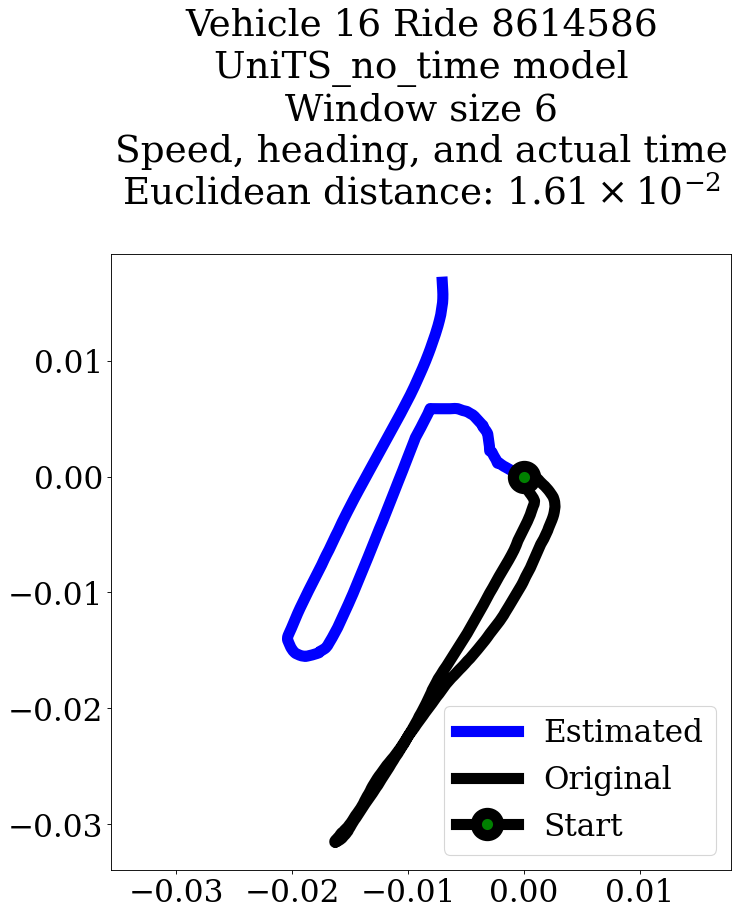 Vehicle 16 Ride 8614586
UniTS_no_time model
Window size 6
Speed, heading, and actual time
Euclidean distance: 1.61 × 10⁻²
0.01
0.00
−0.01
−0.02
−0.03
Estimated
Original
Start
−0.03 −0.02 −0.01 0.00 0.01